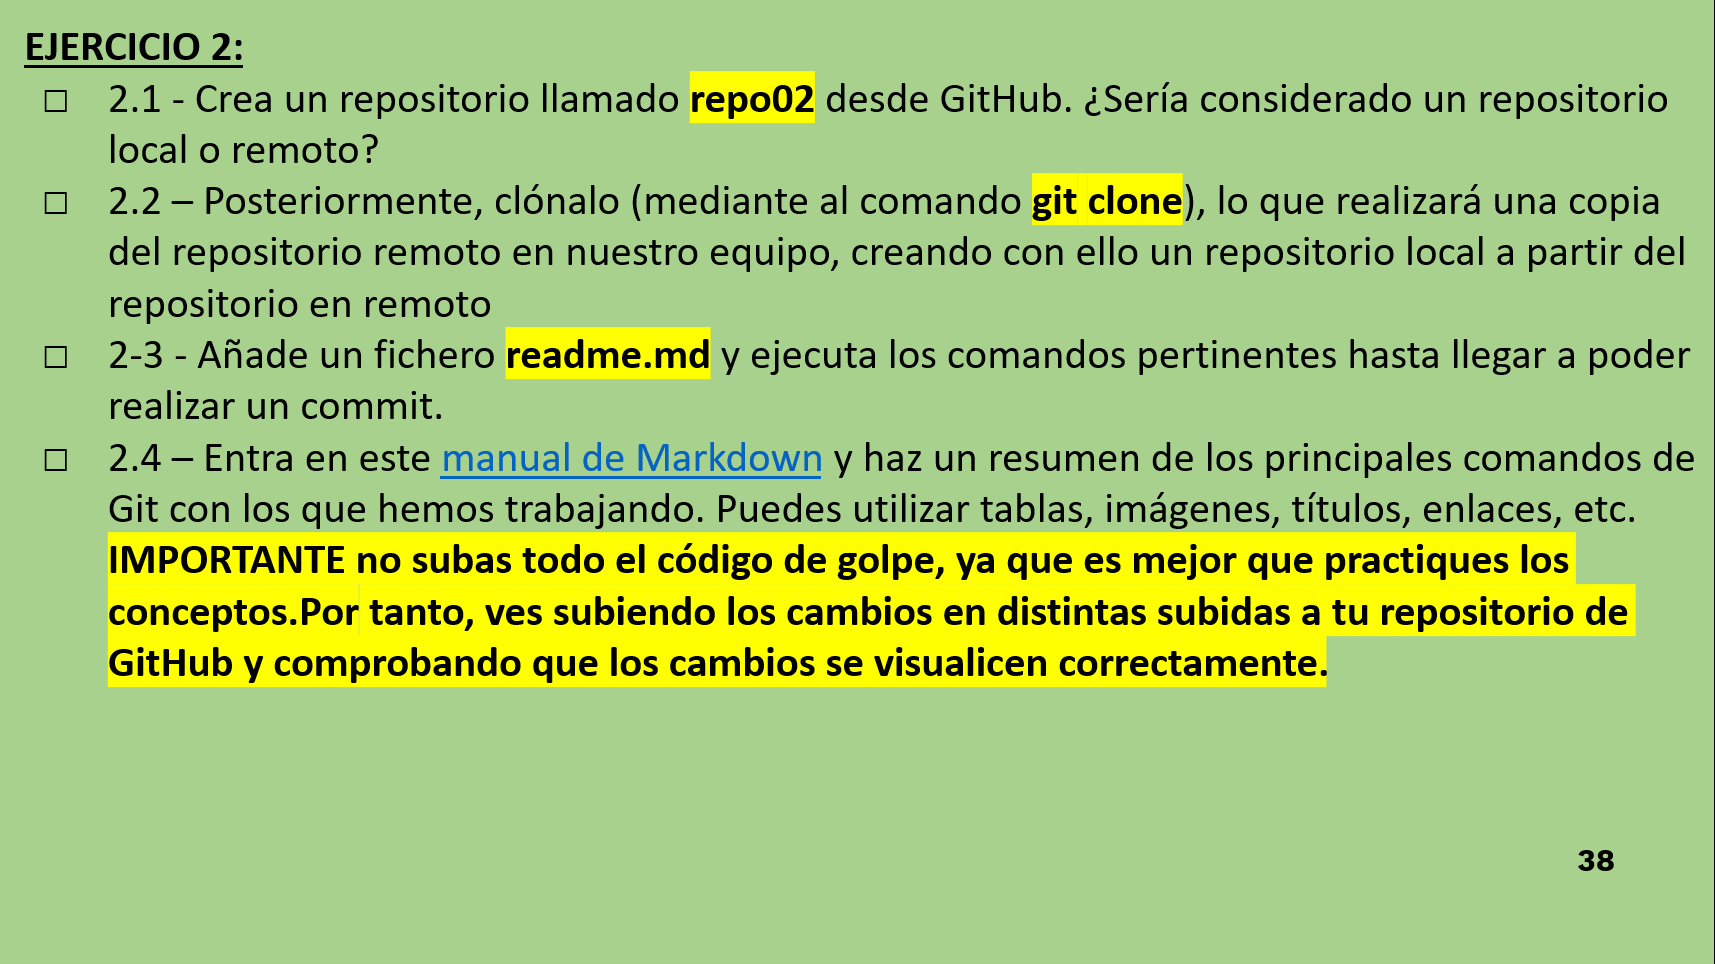 EJERCICIO 2:
□ 2.1 - Crea un repositorio llamado repo02 desde GitHub. ¿Sería considerado un repositorio
local o remoto?
□ 2.2 – Posteriormente, clónalo (mediante al comando git clone), lo que realizará una copia
del repositorio remoto en nuestro equipo, creando con ello un repositorio local a partir del
repositorio en remoto
□ 2-3 - Añade un fichero readme.md y ejecuta los comandos pertinentes hasta llegar a poder
realizar un commit.
□ 2.4 – Entra en este manual de Markdown y haz un resumen de los principales comandos de
Git con los que hemos trabajando. Puedes utilizar tablas, imágenes, títulos, enlaces, etc.
IMPORTANTE no subas todo el código de golpe, ya que es mejor que practiques los
conceptos.Por tanto, ves subiendo los cambios en distintas subidas a tu repositorio de
GitHub y comprobando que los cambios se visualicen correctamente.
38